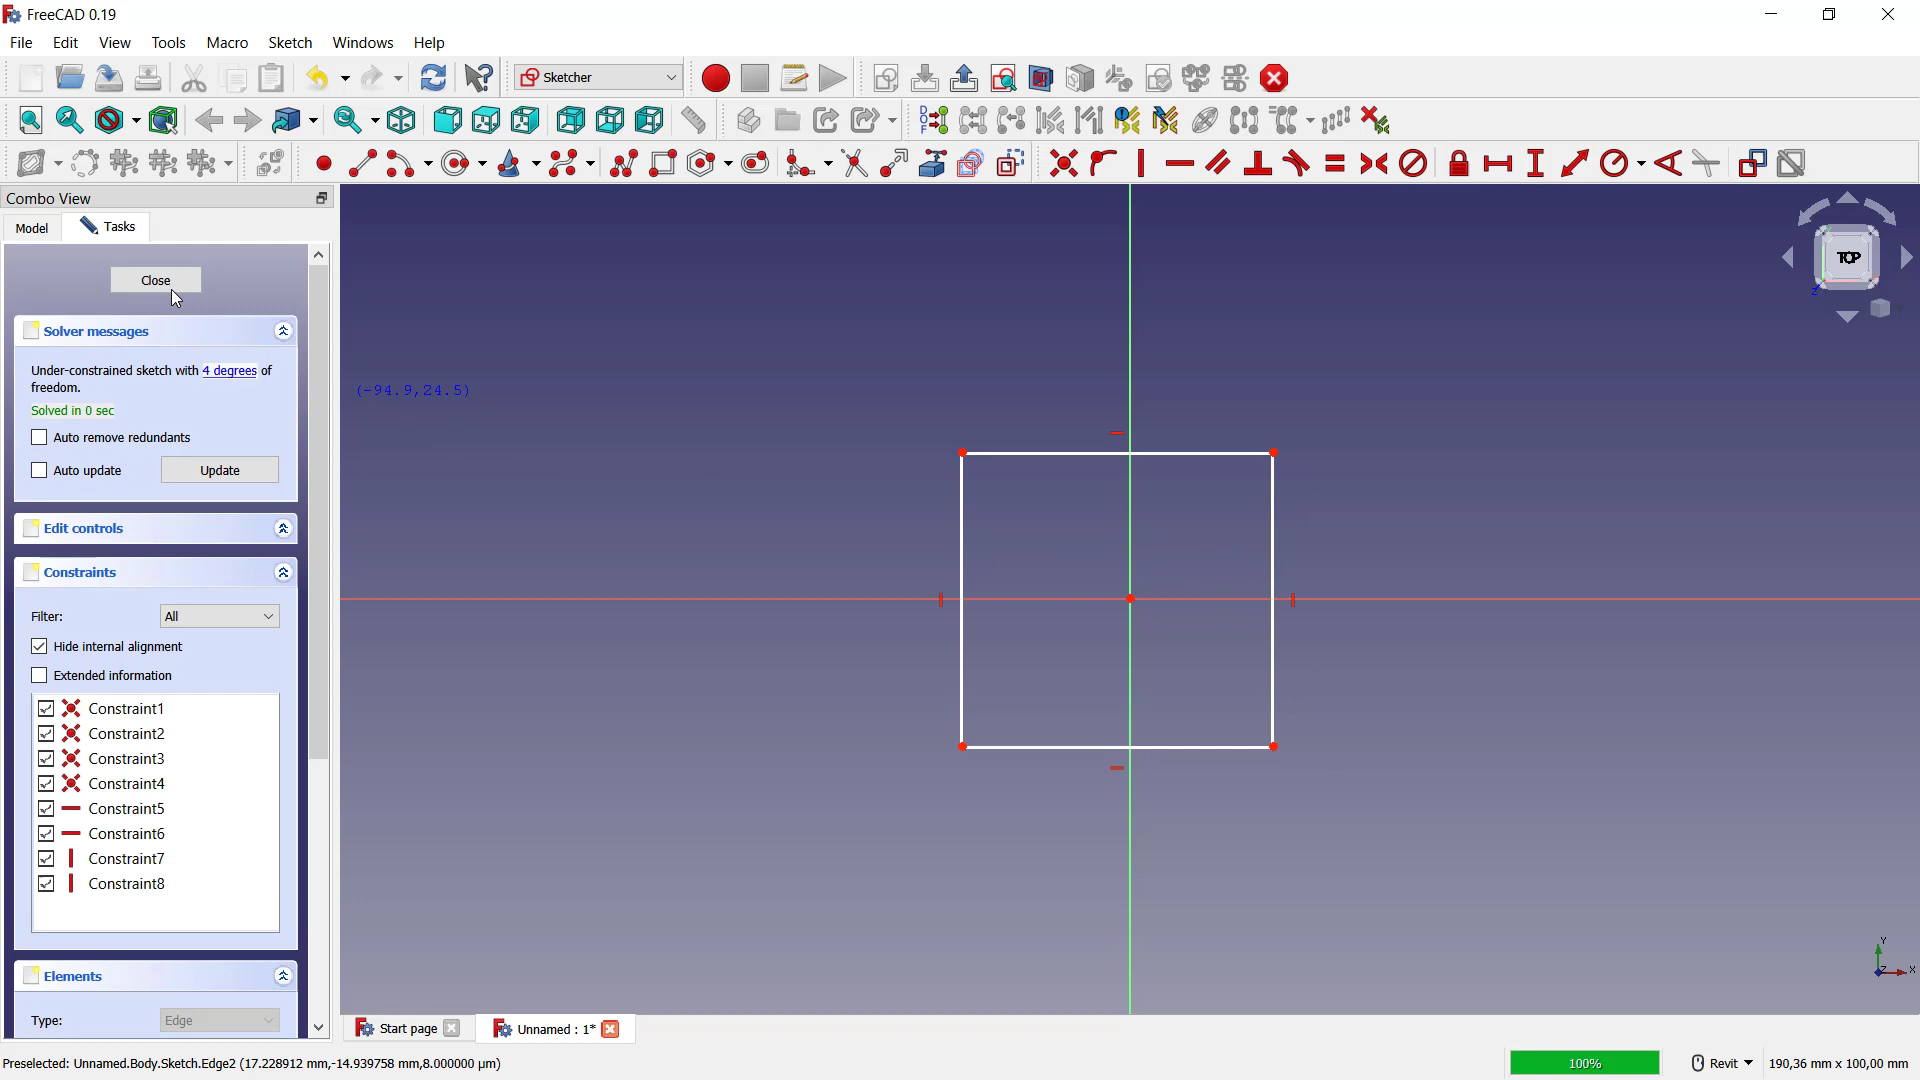 FreeCAD 0.19
File Edit View Tools Macro Sketch Windows Help
Sketcher
Combo View
Model Tasks
Close
Solver messages
Under-constrained sketch with 4 degrees of
freedom.
Solved in 0 sec
Auto remove redundants
Auto update Update
Edit controls
Constraints
Filter: All
Hide internal alignment
Extended information
Constraint1
Constraint2
Constraint3
Constraint4
Constraint5
Constraint6
Constraint7
Constraint8
Elements
Type: Edge
(-94.9,24.5)
TOP
Z
Y
Z X
Start page Unnamed : 1*
Preselected: Unnamed.Body.Sketch.Edge2 (17.228912 mm,-14.939758 mm,8.000000 µm) 100% Revit 190,36 mm x 100,00 mm